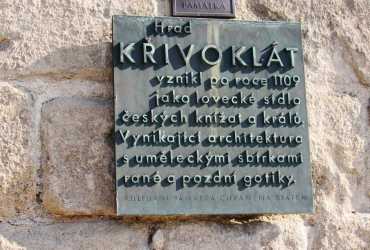 PAMÁTKA
Hrad
KŘIVOKLÁT
vznikl po roce 1109
jako lovecké sídlo
českých knížat a králů.
Vynikající architektura
s uměleckými sbírkami
rané a pozdní gotiky.
KULTURNÍ PAMÁTKA CHRÁNĚNA STÁTEM